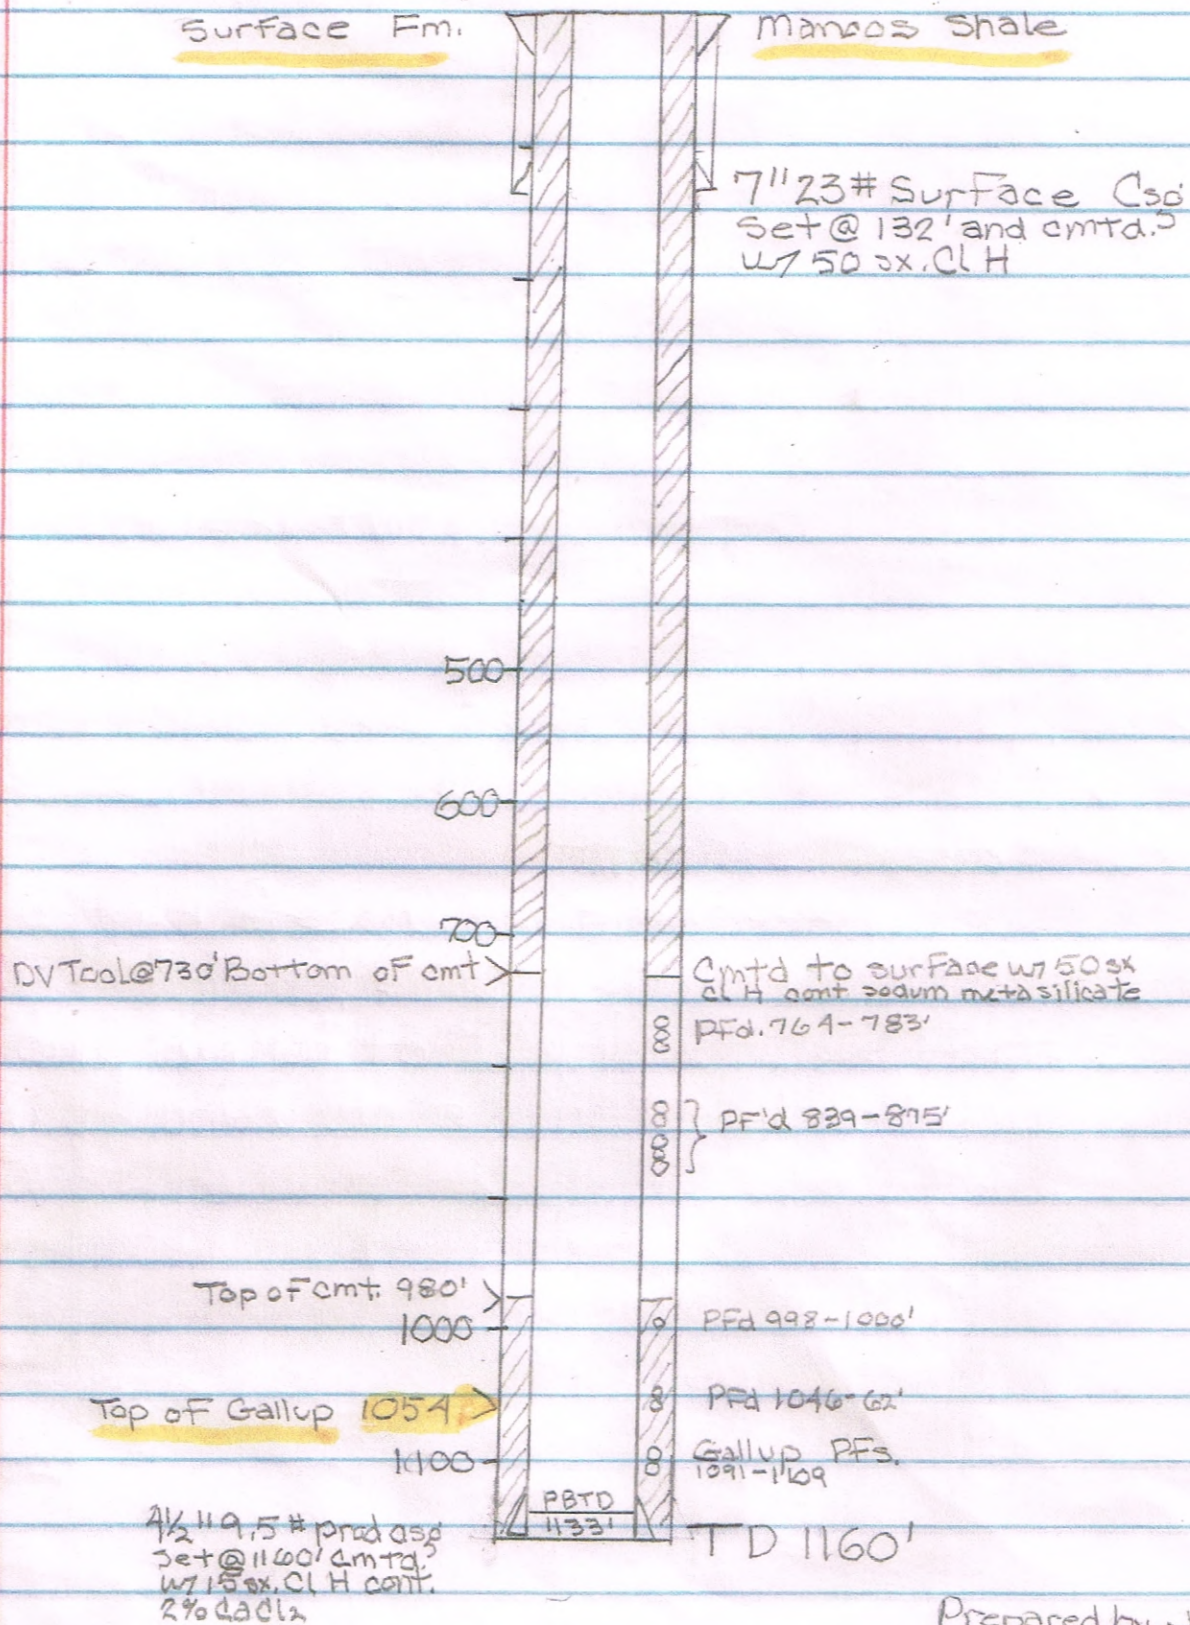 Surface Fm.
Mancos Shale
7" 23# Surface Csg
Set @ 132' and cmtd.
w/ 50 sx. Cl H
500
600
700
DV Tool @ 730' Bottom of cmt
Cmtd to surface w/ 50 sx
Cl H cont sodum metasilicate
Pfd. 764-783'
PF'd 839-875'
Top of cmt. 980'
1000
PFd 998-1000'
Top of Gallup 1054
PFd 1046-62'
1100
Gallup PFs.
1091-1109
PBTD
1133'
4½" 9.5# prod csg
Set @ 1160' Cmtd.
w/ 15 sx. Cl H cont.
2% CaCl2
TD 1160'
Prepared by